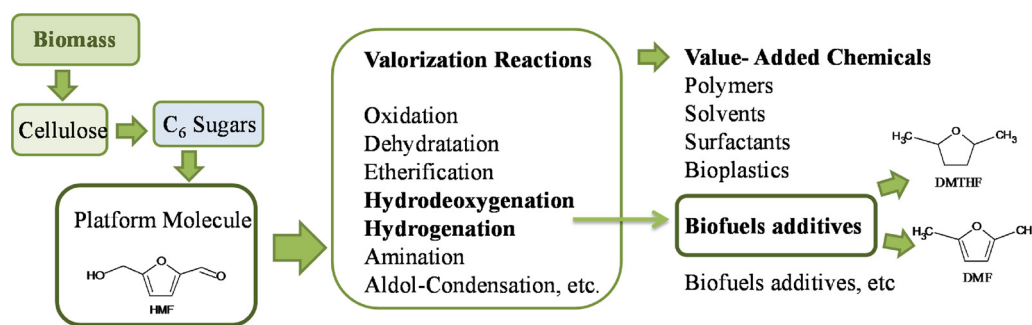 Biomass
Cellulose
C₆ Sugars
Platform Molecule
HO
O
O
HMF
Valorization Reactions
Oxidation
Dehydratation
Etherification
Hydrodeoxygenation
Hydrogenation
Amination
Aldol-Condensation, etc.
Value- Added Chemicals
Polymers
Solvents
Surfactants
Bioplastics
Biofuels additives
Biofuels additives, etc
H₃C
O
CH₃
DMTHF
H₃C
O
CH
DMF